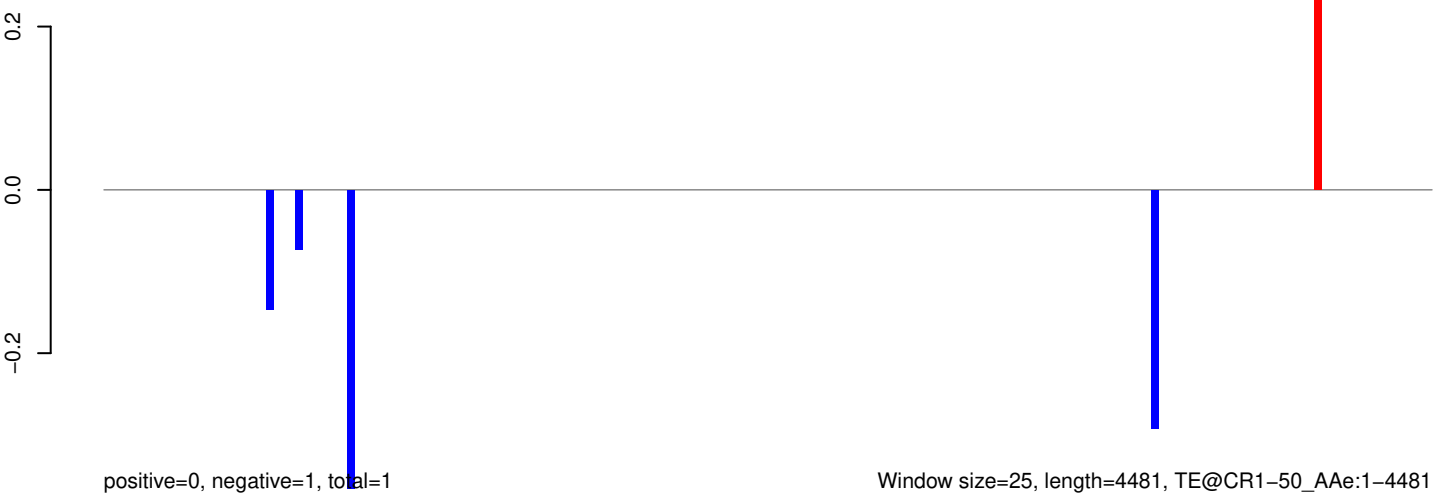 0.2
0.0
−0.2
positive=0, negative=1, total=1
Window size=25, length=4481, TE@CR1−50_AAe:1−4481